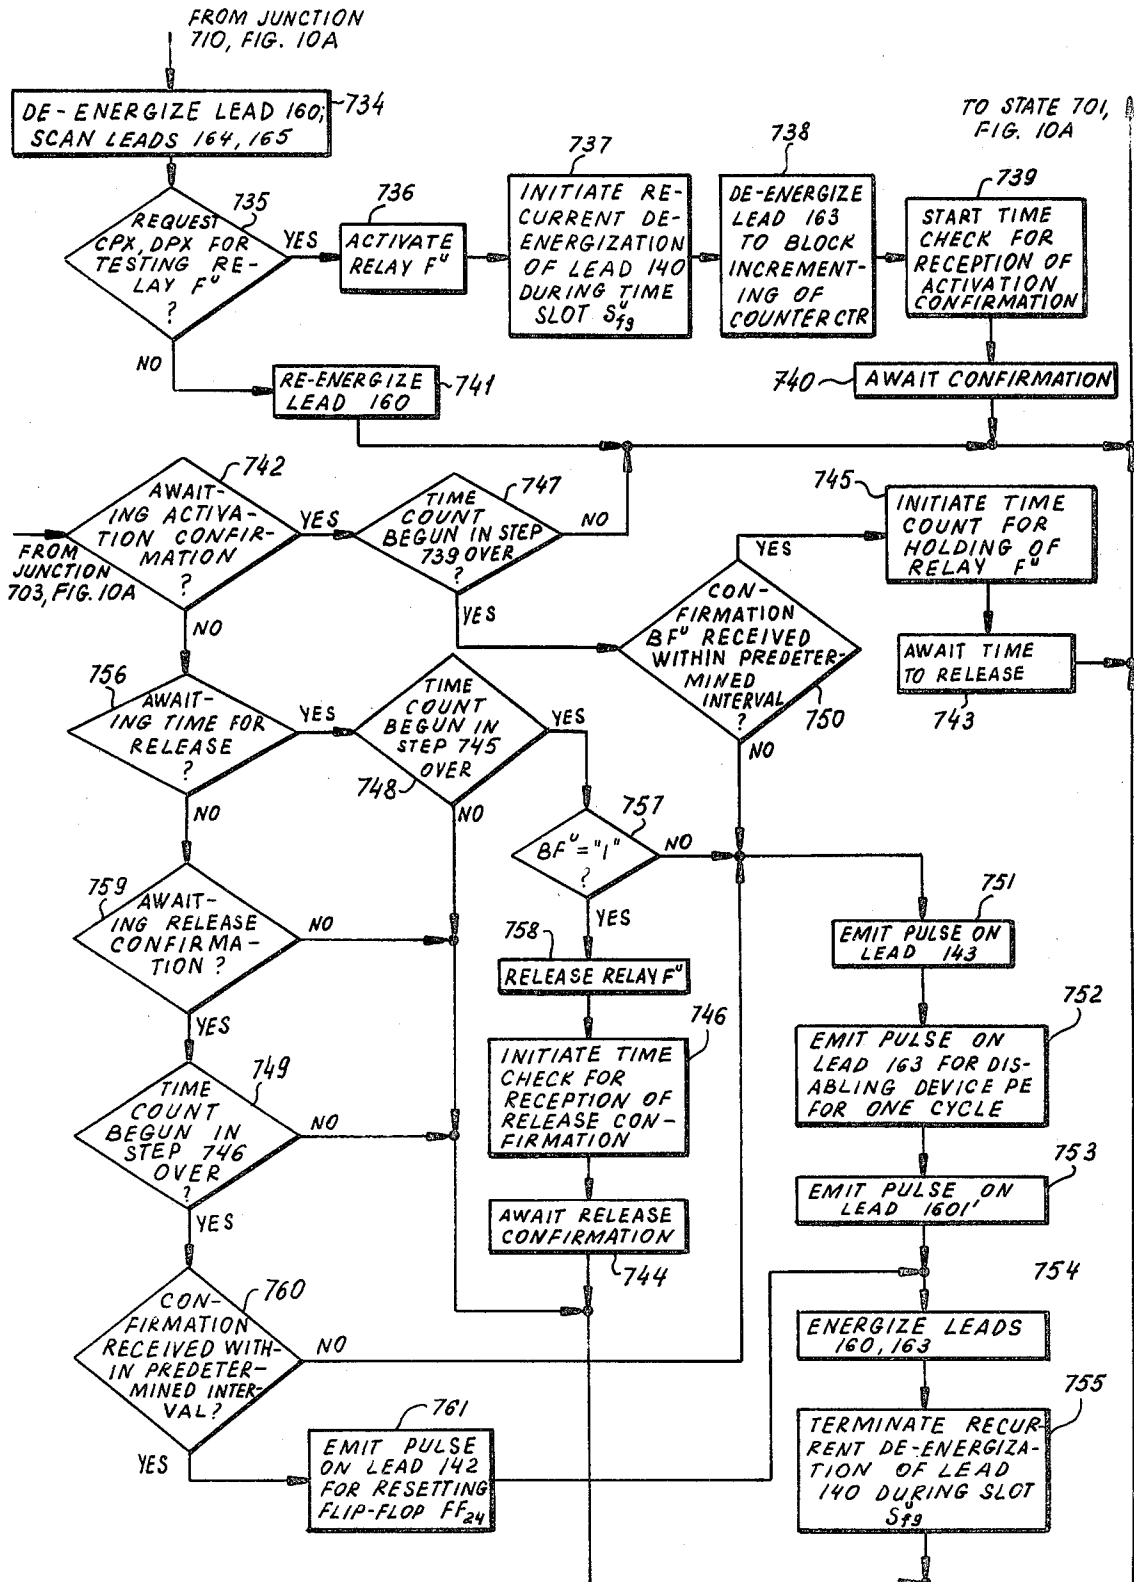 FROM JUNCTION
710, FIG. 10A
DE-ENERGIZE LEAD 160;
SCAN LEADS 164, 165
734
TO STATE 701,
FIG. 10A
REQUEST
CPX, DPX FOR
TESTING RE-
LAY Fᵘ
?
735
YES
NO
736
ACTIVATE
RELAY Fᵘ
737
INITIATE RE-
CURRENT DE-
ENERGIZATION
OF LEAD 140
DURING TIME
SLOT Sᵘfg
738
DE-ENERGIZE
LEAD 163
TO BLOCK
INCREMENT-
ING OF
COUNTER CTR
739
START TIME
CHECK FOR
RECEPTION OF
ACTIVATION
CONFIRMATION
740
AWAIT CONFIRMATION
RE-ENERGIZE
LEAD 160
741
742
AWAIT-
ING ACTIVA-
TION CONFIR-
MATION
?
YES
NO
FROM
JUNCTION
703, FIG. 10A
747
TIME
COUNT
BEGUN IN STEP
739 OVER
?
NO
YES
745
INITIATE TIME
COUNT FOR
HOLDING OF
RELAY Fᵘ
YES
CON-
FIRMATION
BFᵘ RECEIVED
WITHIN PREDETER-
MINED
INTERVAL
?
750
NO
AWAIT TIME
TO RELEASE
743
756
AWAIT-
ING TIME FOR
RELEASE
?
YES
NO
TIME
COUNT
BEGUN IN
STEP 745
OVER
748
YES
NO
757
BFᵘ="1"
?
NO
YES
759
AWAIT-
ING RELEASE
CONFIRMA-
TION ?
NO
YES
758
RELEASE RELAY Fᵘ
751
EMIT PULSE ON
LEAD 143
746
INITIATE TIME
CHECK FOR
RECEPTION OF
RELEASE CON-
FIRMATION
752
EMIT PULSE ON
LEAD 163 FOR DIS-
ABLING DEVICE PE
FOR ONE CYCLE
749
TIME
COUNT
BEGUN IN
STEP 746
OVER
?
NO
YES
753
EMIT PULSE ON
LEAD 1601'
AWAIT RELEASE
CONFIRMATION
744
754
ENERGIZE LEADS
160, 163
760
CON-
FIRMATION
RECEIVED WITH-
IN PREDETER-
MINED INTER-
VAL?
NO
YES
755
TERMINATE RECUR-
RENT DE-ENERGIZA-
TION OF LEAD
140 DURING SLOT
Sᵘfg
761
EMIT PULSE
ON LEAD 142
FOR RESETTING
FLIP-FLOP FF₂₄